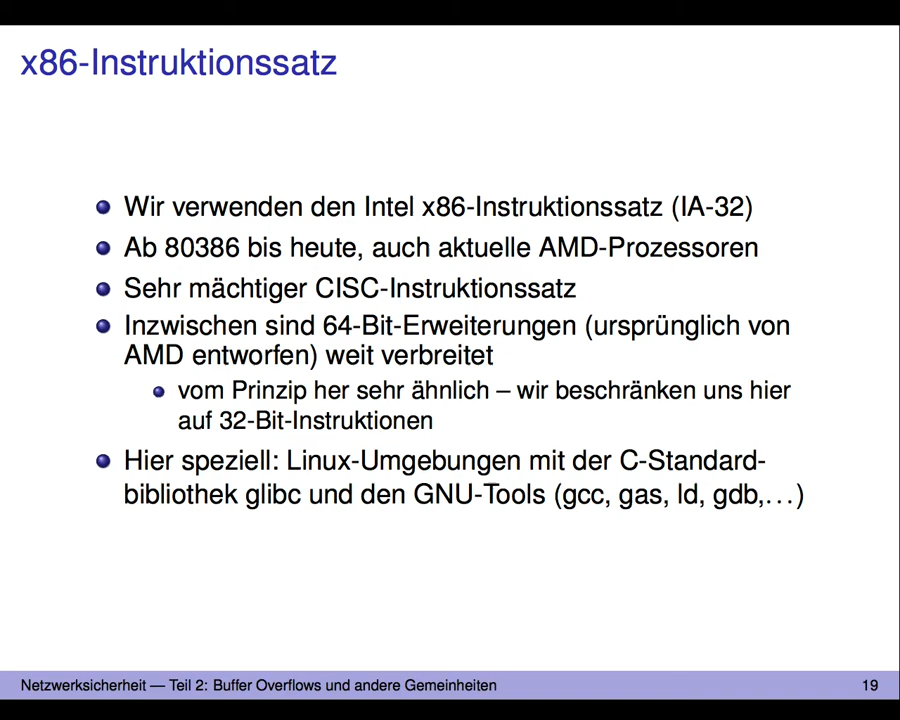 x86-Instruktionssatz
Wir verwenden den Intel x86-Instruktionssatz (IA-32)
Ab 80386 bis heute, auch aktuelle AMD-Prozessoren
Sehr mächtiger CISC-Instruktionssatz
Inzwischen sind 64-Bit-Erweiterungen (ursprünglich von
AMD entworfen) weit verbreitet
vom Prinzip her sehr ähnlich – wir beschränken uns hier
auf 32-Bit-Instruktionen
Hier speziell: Linux-Umgebungen mit der C-Standard-
bibliothek glibc und den GNU-Tools (gcc, gas, ld, gdb,...)
Netzwerksicherheit — Teil 2: Buffer Overflows und andere Gemeinheiten 19